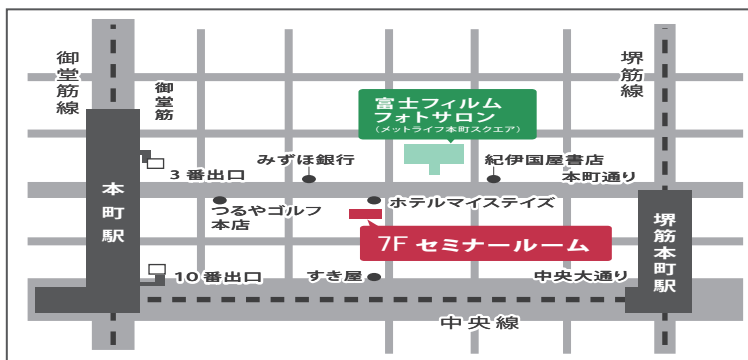 御堂筋線
御堂筋
堺筋線
富士フィルム
フォトサロン
(メットライフ本町スクエア)
みずほ銀行
紀伊国屋書店
3番出口
本町通り
本町駅
つるやゴルフ
本店
ホテルマイステイズ
堺筋本町駅
7F セミナールーム
10番出口
すき屋
中央大通り
中央線